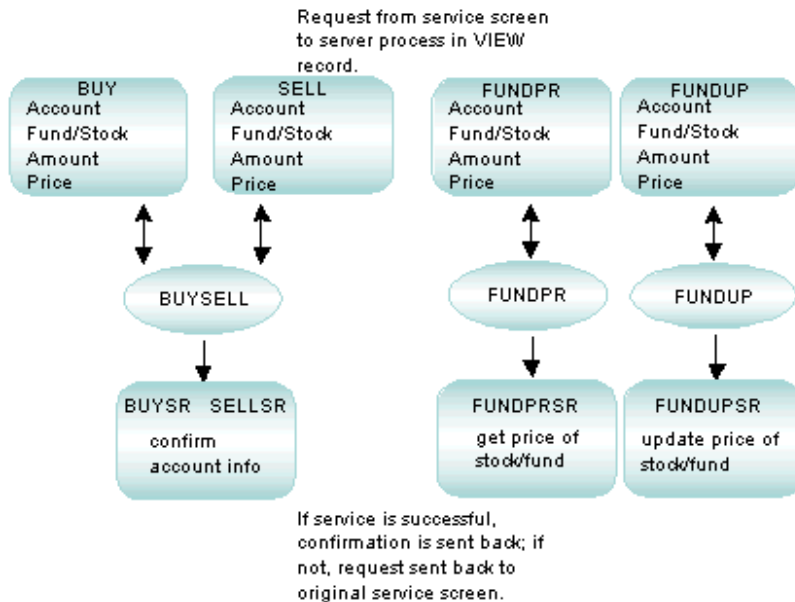 Request from service screen
to server process in VIEW
record.
BUY
Account
Fund/Stock
Amount
Price
SELL
Account
Fund/Stock
Amount
Price
FUNDPR
Account
Fund/Stock
Amount
Price
FUNDUP
Account
Fund/Stock
Amount
Price
BUYSELL
FUNDPR
FUNDUP
BUYSR SELLSR
confirm
account info
FUNDPRSR
get price of
stock/fund
FUNDUPSR
update price of
stock/fund
If service is successful,
confirmation is sent back; if
not, request sent back to
original service screen.